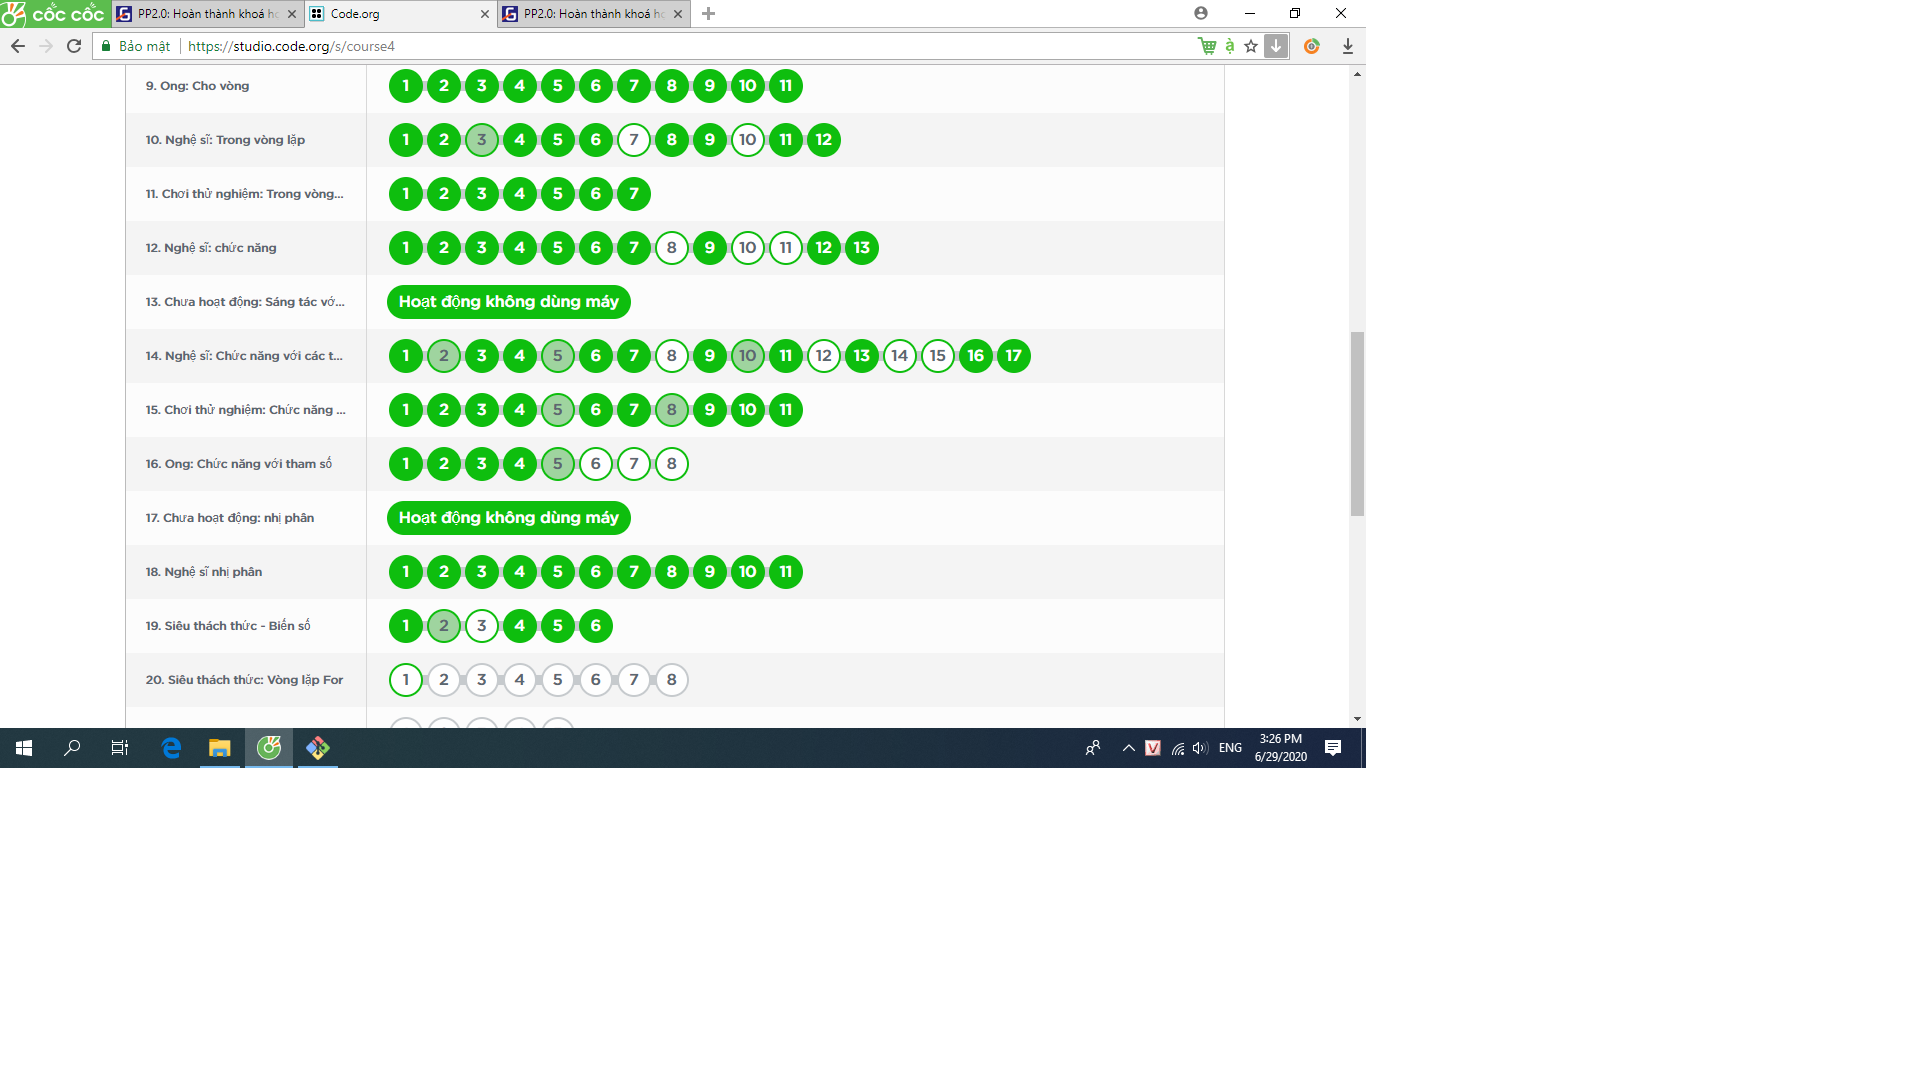 cốc cốc
PP2.0: Hoàn thành khoá họ
Code.org
PP2.0: Hoàn thành khoá họ
Bảo mật
https://studio.code.org/s/course4
9. Ong: Cho vòng
1 2 3 4 5 6 7 8 9 10 11
10. Nghệ sĩ: Trong vòng lặp
1 2 3 4 5 6 7 8 9 10 11 12
11. Chơi thử nghiệm: Trong vòng...
1 2 3 4 5 6 7
12. Nghệ sĩ: chức năng
1 2 3 4 5 6 7 8 9 10 11 12 13
13. Chưa hoạt động: Sáng tác vớ...
Hoạt động không dùng máy
14. Nghệ sĩ: Chức năng với các t...
1 2 3 4 5 6 7 8 9 10 11 12 13 14 15 16 17
15. Chơi thử nghiệm: Chức năng ...
1 2 3 4 5 6 7 8 9 10 11
16. Ong: Chức năng với tham số
1 2 3 4 5 6 7 8
17. Chưa hoạt động: nhị phân
Hoạt động không dùng máy
18. Nghệ sĩ nhị phân
1 2 3 4 5 6 7 8 9 10 11
19. Siêu thách thức - Biến số
1 2 3 4 5 6
20. Siêu thách thức: Vòng lặp For
1 2 3 4 5 6 7 8
ENG
3:26 PM
6/29/2020